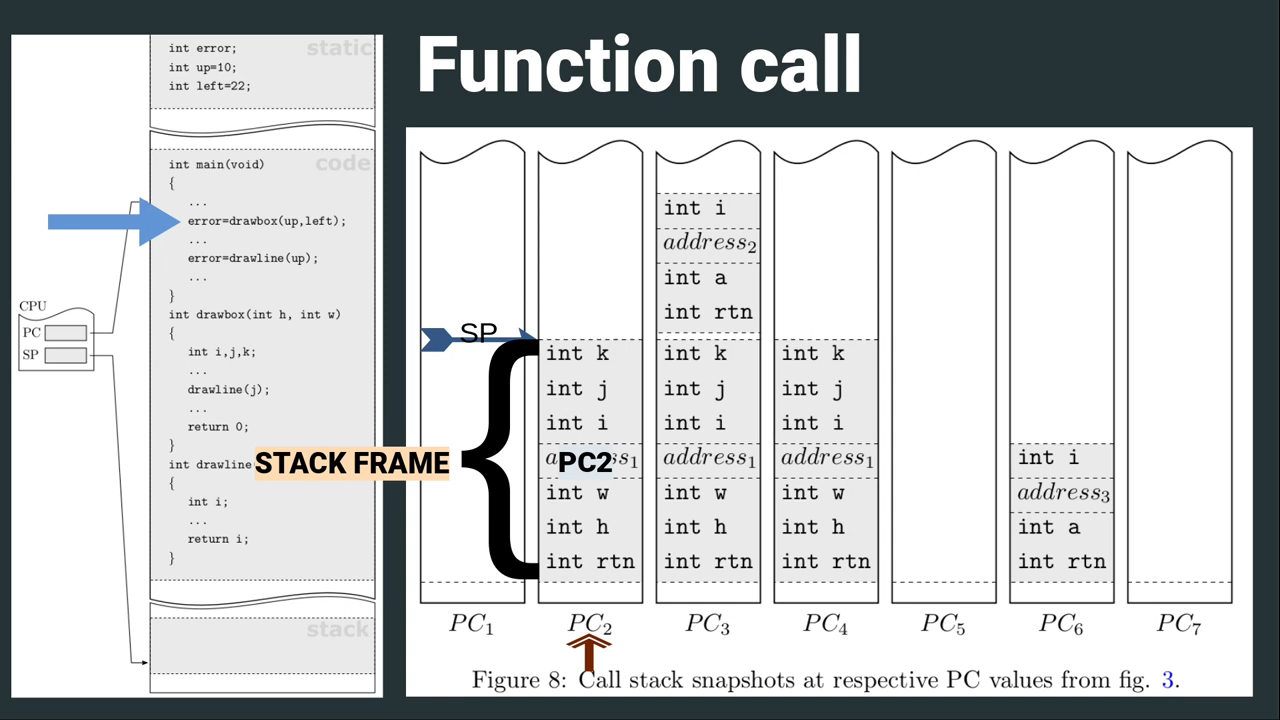 Function call
int error;
static
int up=10;
int left=22;
int main(void)
code
{
...
error=drawbox(up,left);
...
error=drawline(up);
...
}
int drawbox(int h, int w)
{
int i,j,k;
...
drawline(j);
...
return 0;
}
int drawline
{
int i;
...
return i;
}
stack
CPU
PC
SP
SP
STACK FRAME
PC2
int k
int j
int i
int w
int h
int rtn
int i
address2
int a
int rtn
int k
int j
int i
address1
int w
int h
int rtn
int k
int j
int i
address1
int w
int h
int rtn
int i
address3
int a
int rtn
PC1 PC2 PC3 PC4 PC5 PC6 PC7
Figure 8: Call stack snapshots at respective PC values from fig. 3.